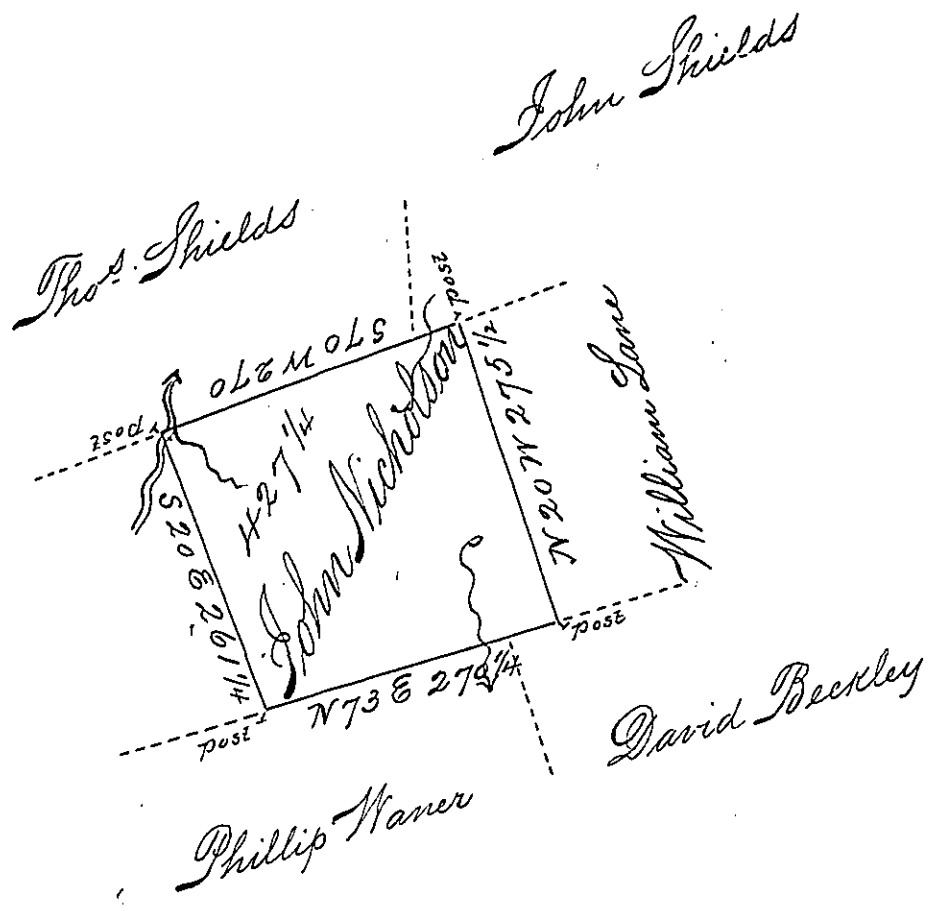 John Shields
Thos. Shields
post
S 70 W 270
post
427 1/4
John Nicholson
N 20 W 275 1/2
William Lane
S 20 E 261 1/4
post
N 73 E 270 1/4
post
David Beckley
Phillip Waner